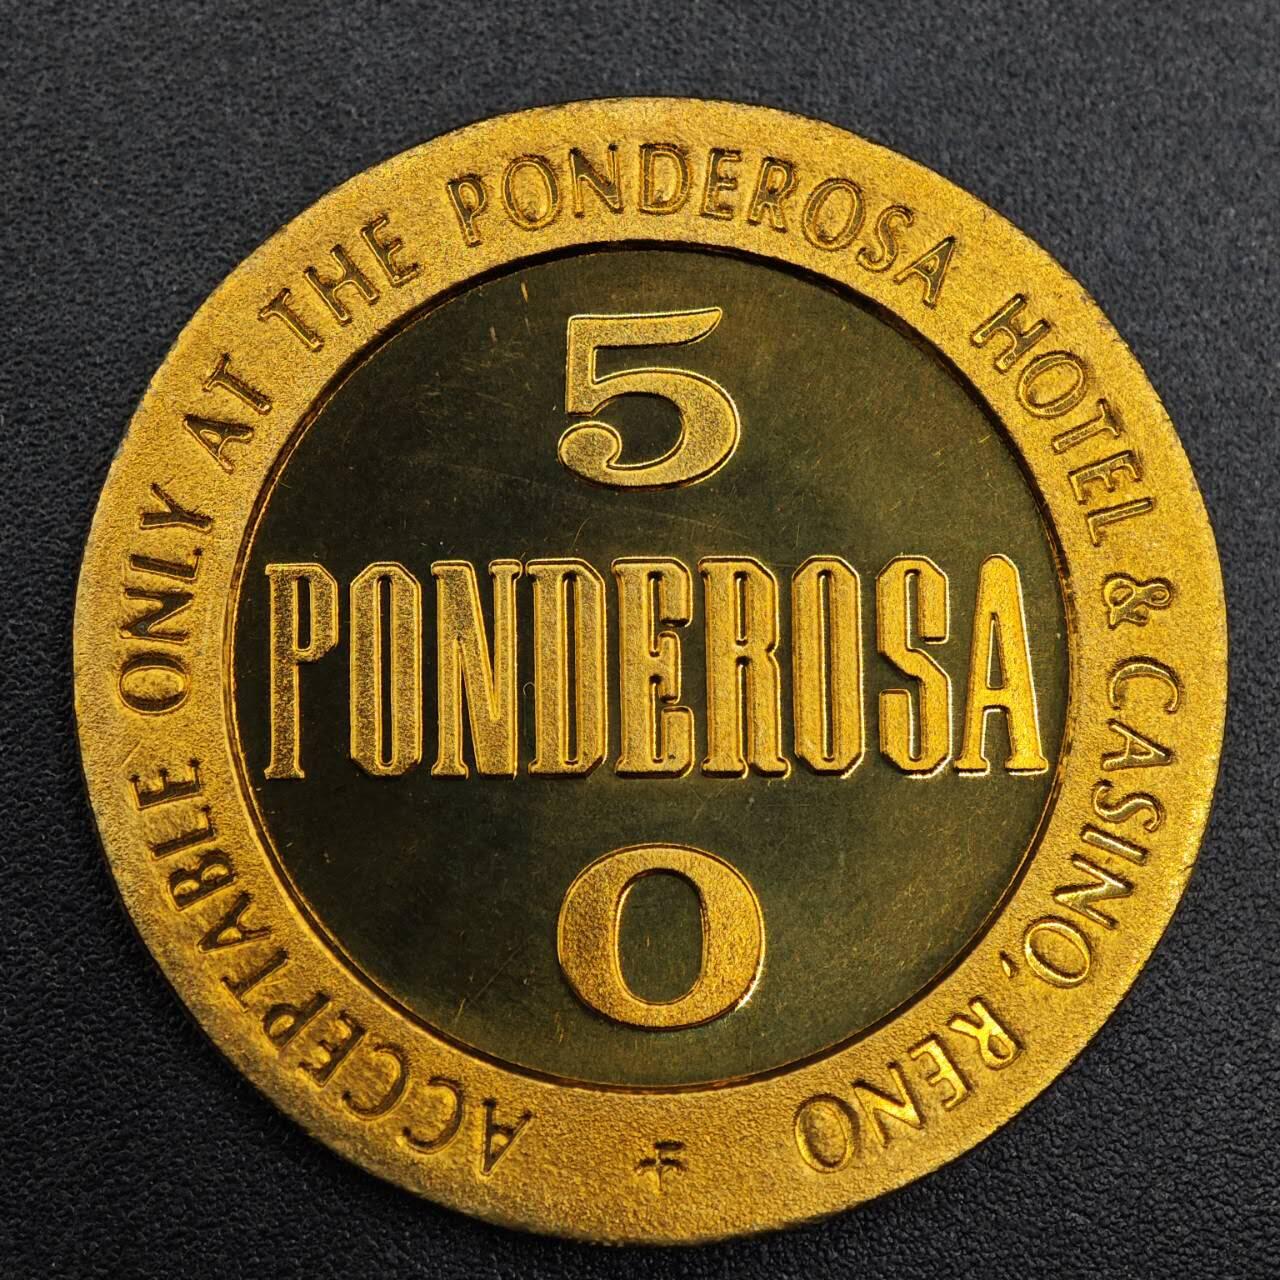 ACCEPTABLE ONLY AT THE PONDEROSA HOTEL & CASINO, RENO
5
PONDEROSA
0